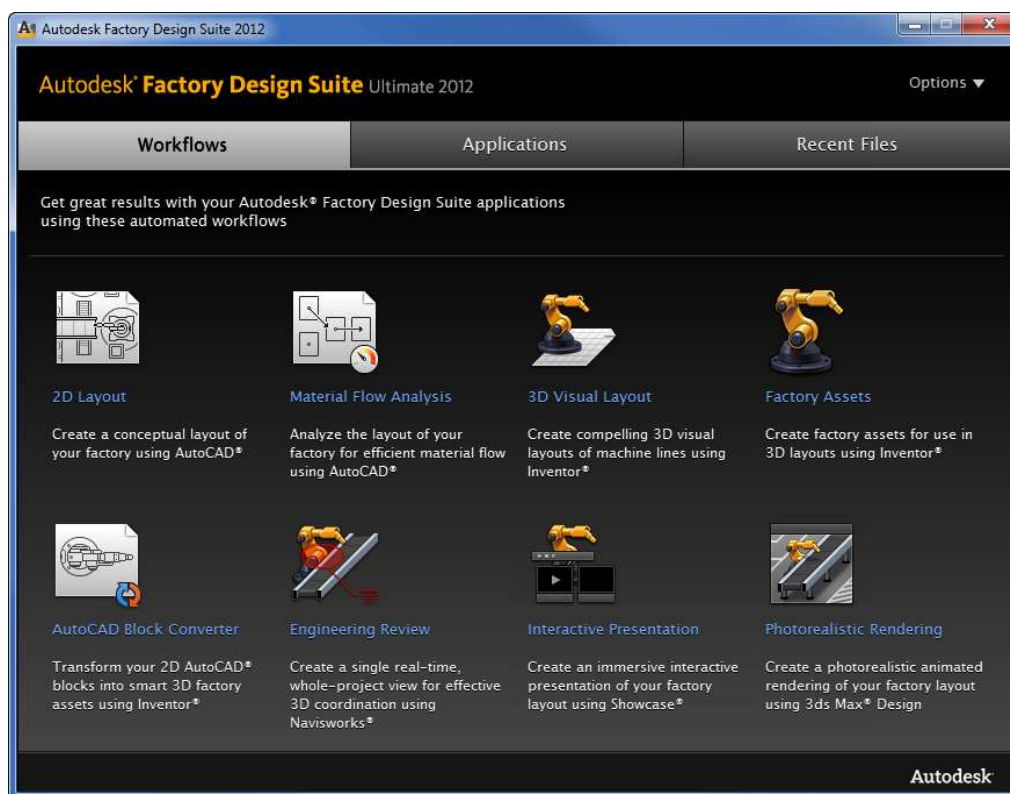 Autodesk Factory Design Suite 2012
Autodesk® Factory Design Suite Ultimate 2012
Options ▼
Workflows
Applications
Recent Files
Get great results with your Autodesk® Factory Design Suite applications
using these automated workflows
2D Layout
Create a conceptual layout of
your factory using AutoCAD®
Material Flow Analysis
Analyze the layout of your
factory for efficient material flow
using AutoCAD®
3D Visual Layout
Create compelling 3D visual
layouts of machine lines using
Inventor®
Factory Assets
Create factory assets for use in
3D layouts using Inventor®
AutoCAD Block Converter
Transform your 2D AutoCAD®
blocks into smart 3D factory
assets using Inventor®
Engineering Review
Create a single real-time,
whole-project view for effective
3D coordination using
Navisworks®
Interactive Presentation
Create an immersive interactive
presentation of your factory
layout using Showcase®
Photorealistic Rendering
Create a photorealistic animated
rendering of your factory layout
using 3ds Max® Design
Autodesk